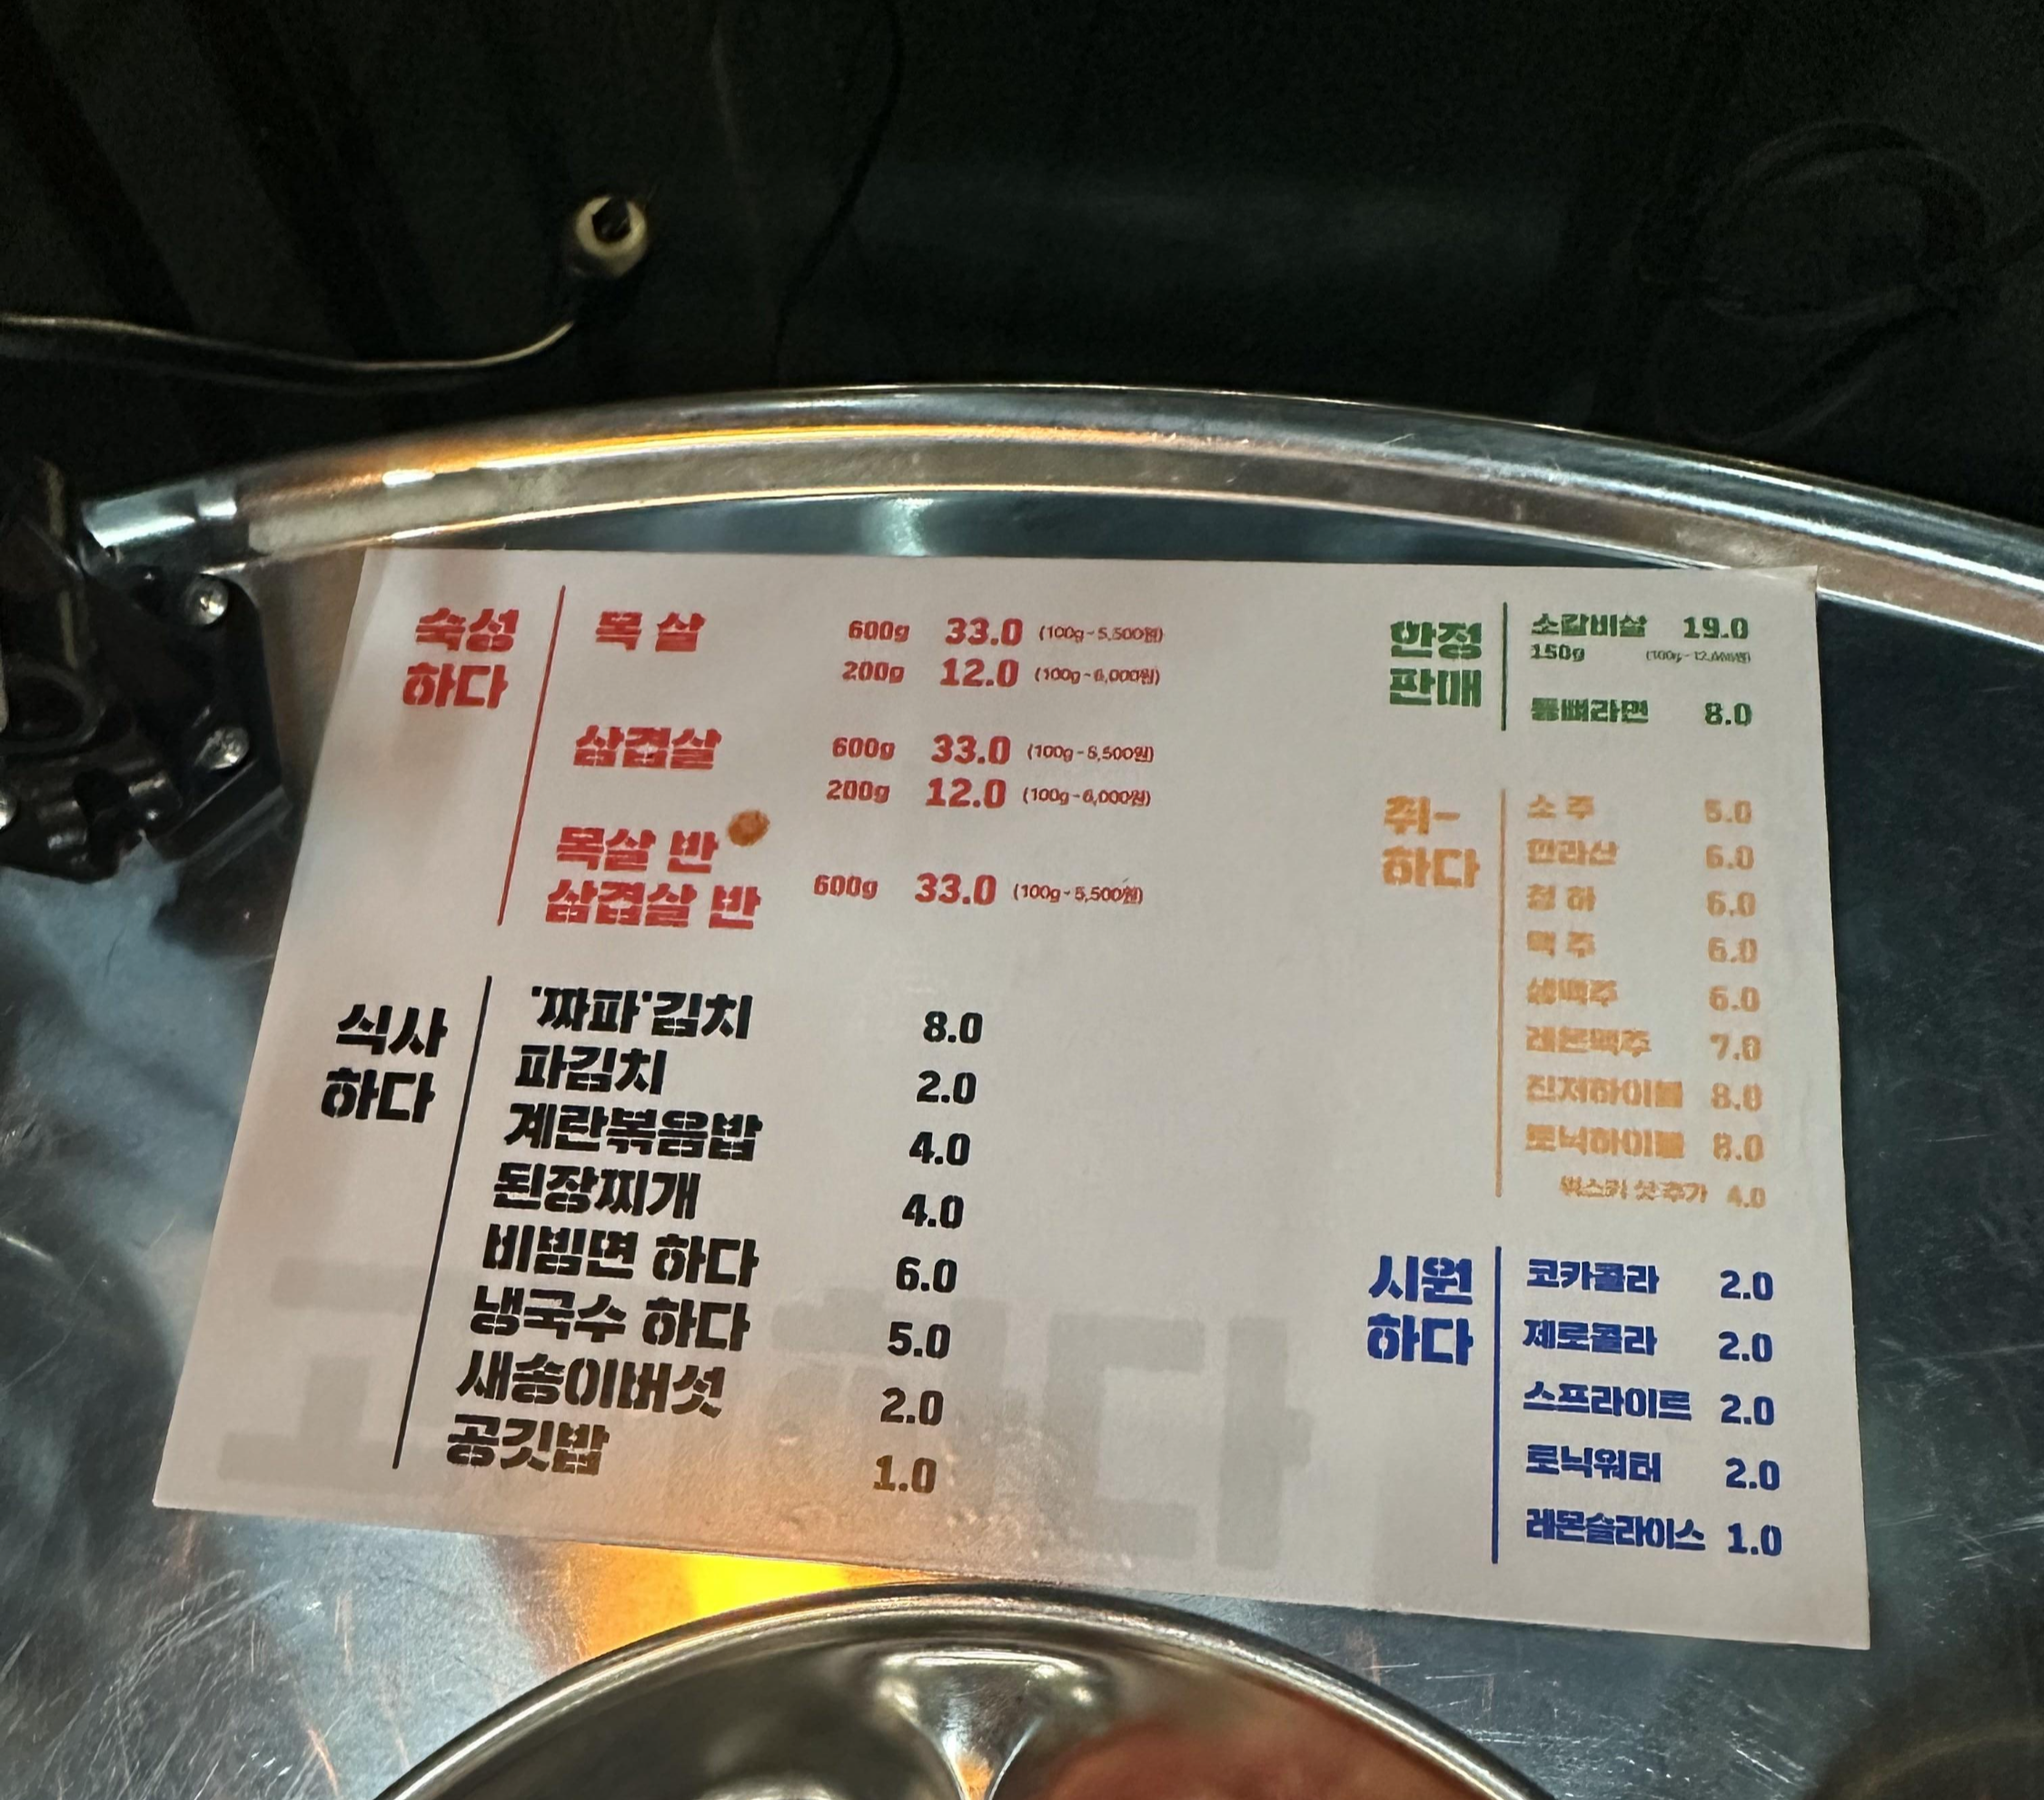 숙성
하다
목 살 600g 33.0 (100g-5,500원)
200g 12.0 (100g-6,000원)
삼겹살 600g 33.0 (100g-5,500원)
200g 12.0 (100g-6,000원)
목살 반
삼겹살 반 600g 33.0 (100g-5,500원)
식사
하다
'짜파'김치 8.0
파김치 2.0
계란볶음밥 4.0
된장찌개 4.0
비빔면 하다 6.0
냉국수 하다 5.0
새송이버섯 2.0
공깃밥 1.0
한정
판매
소갈비살 19.0
150g
등뼈라면 8.0
취-
하다
소 주 5.0
한라산 6.0
청 하 6.0
맥 주 6.0
생맥주 6.0
레몬맥주 7.0
진저하이볼 8.0
토닉하이볼 8.0
위스키 샷 추가 4.0
시원
하다
코카콜라 2.0
제로콜라 2.0
스프라이트 2.0
토닉워터 2.0
레몬슬라이스 1.0